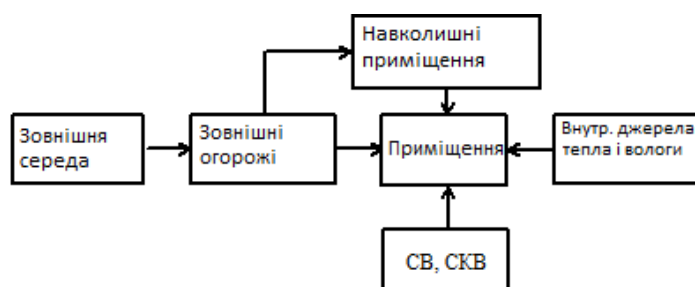 Навколишні
приміщення
Зовнішня
середа
Зовнішні
огорожі
Приміщення
Внутр. джерела
тепла і вологи
СВ, СКВ